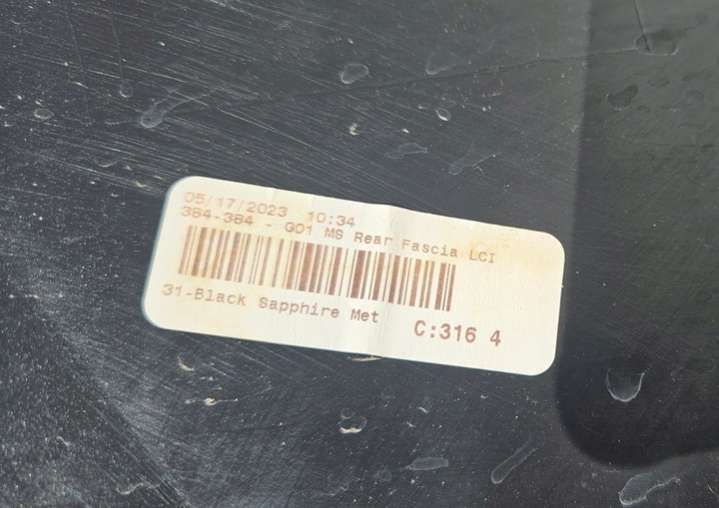 05/17/2023 10:34
384-384 - G01 MS Rear Fascia LCI
31-Black Sapphire Met
C:316 4